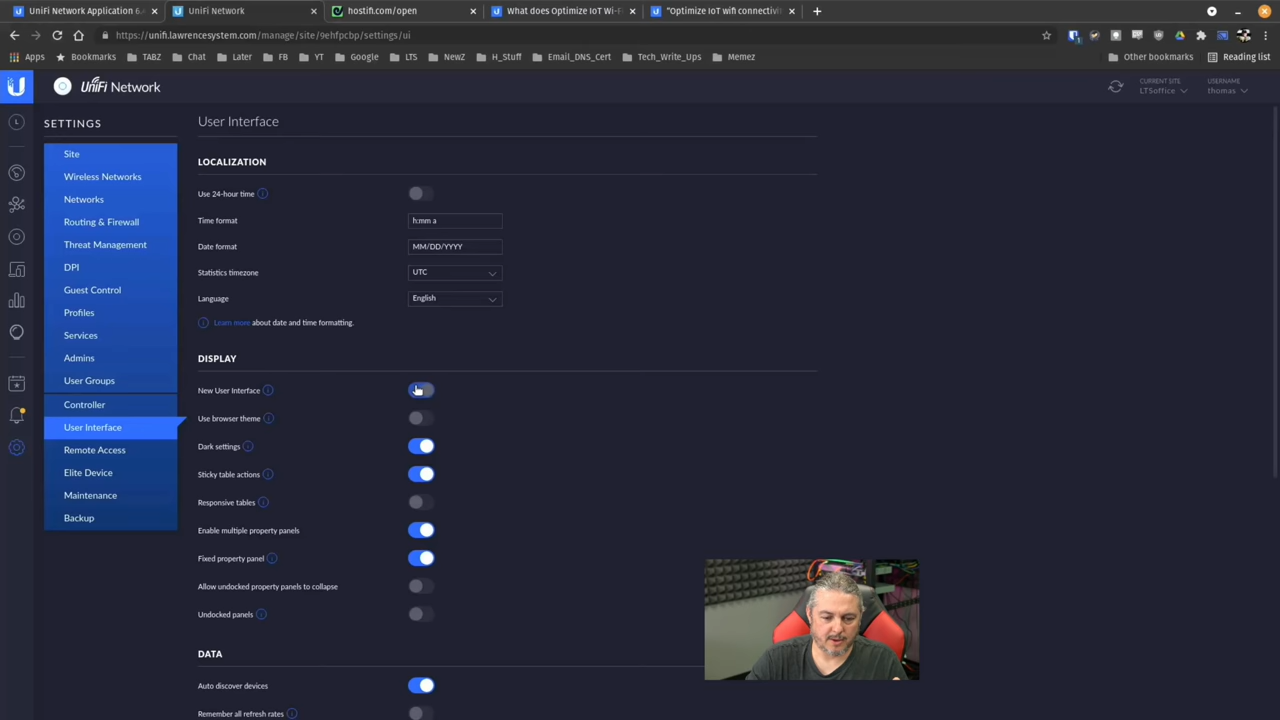 UniFi Network Application 6.
UniFi Network
hostifi.com/open
What does Optimize IoT Wi-Fi
"Optimize IoT wifi connectivi
https://unifi.lawrencesystem.com/manage/site/9ehfpcbp/settings/ui
Apps
Bookmarks
TABZ
Chat
Later
FB
YT
Google
LTS
NewZ
H_Stuff
Email_DNS_Cert
Tech_Write_Ups
Memez
Other bookmarks
Reading list
UniFi Network
CURRENT SITE
LTSoffice
USERNAME
thomas
L
SETTINGS
Site
Wireless Networks
Networks
Routing & Firewall
Threat Management
DPI
Guest Control
Profiles
Services
Admins
User Groups
Controller
User Interface
Remote Access
Elite Device
Maintenance
Backup
User Interface
LOCALIZATION
Use 24-hour time
Time format h:mm a
Date format MM/DD/YYYY
Statistics timezone UTC
Language English
Learn more about date and time formatting.
DISPLAY
New User Interface
Use browser theme
Dark settings
Sticky table actions
Responsive tables
Enable multiple property panels
Fixed property panel
Allow undocked property panels to collapse
Undocked panels
DATA
Auto discover devices
Remember all refresh rates